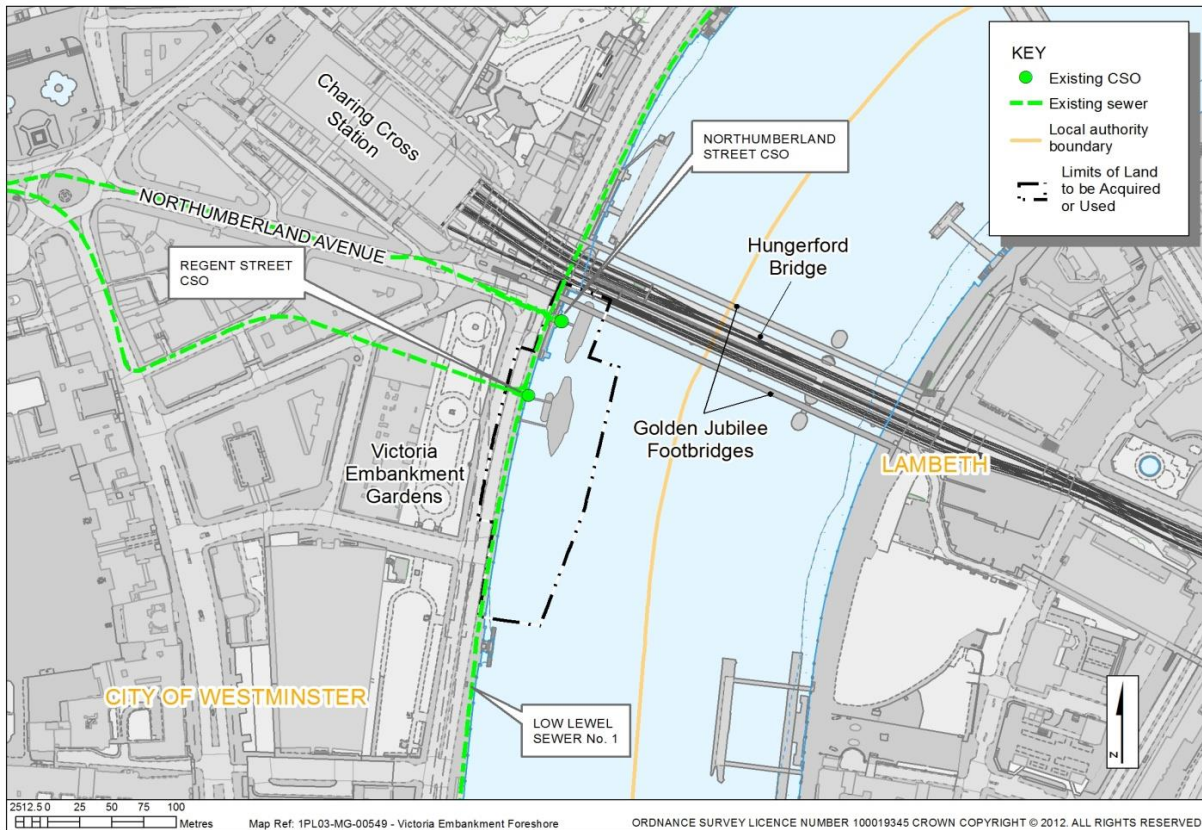 KEY
Existing CSO
Existing sewer
Local authority
boundary
Limits of Land
to be Acquired
or Used
Charing Cross
Station
NORTHUMBERLAND
STREET CSO
NORTHUMBERLAND AVENUE
REGENT STREET
CSO
Hungerford
Bridge
Golden Jubilee
Footbridges
Victoria
Embankment
Gardens
LAMBETH
CITY OF WESTMINSTER
LOW LEWEL
SEWER No. 1
N
2512.5 0 25 50 75 100
Metres
Map Ref: 1PL03-MG-00549 - Victoria Embankment Foreshore
ORDNANCE SURVEY LICENCE NUMBER 100019345 CROWN COPYRIGHT © 2012. ALL RIGHTS RESERVED